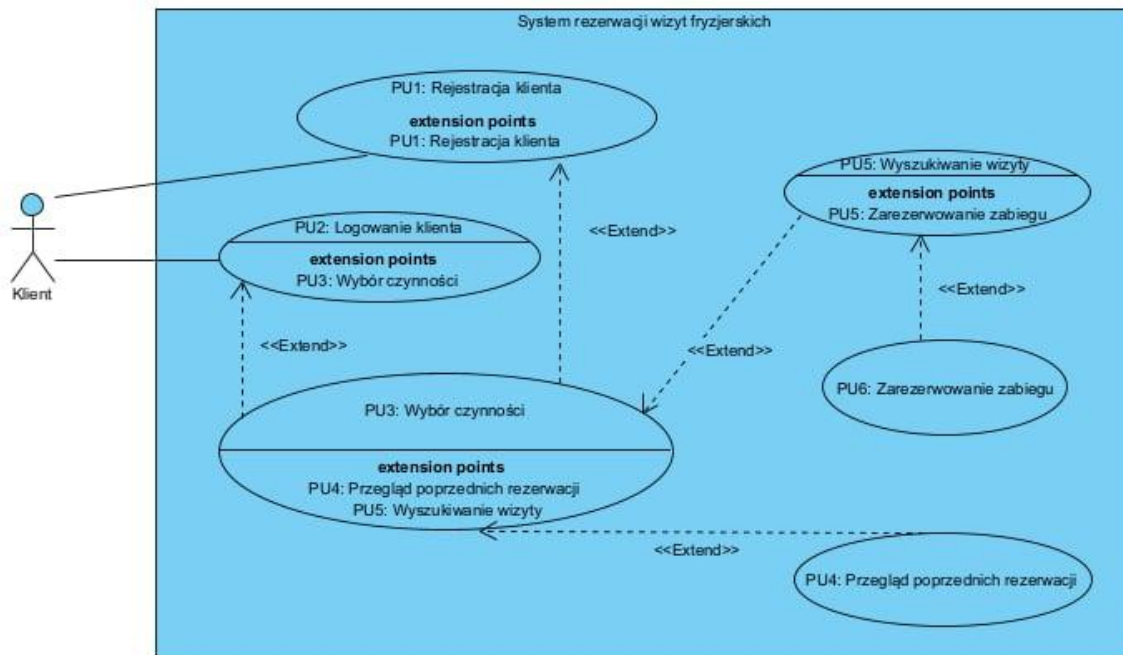 System rezerwacji wizyt fryzjerskich
PU1: Rejestracja klienta
extension points
PU1: Rejestracja klienta
PU5: Wyszukiwanie wizyty
extension points
PU5: Zarezerwowanie zabiegu
<<Extend>>
PU2: Logowanie klienta
extension points
PU3: Wybór czynności
Klient
<<Extend>>
<<Extend>>
<<Extend>>
PU6: Zarezerwowanie zabiegu
PU3: Wybór czynności
extension points
PU4: Przegląd poprzednich rezerwacji
PU5: Wyszukiwanie wizyty
<<Extend>>
PU4: Przegląd poprzednich rezerwacji